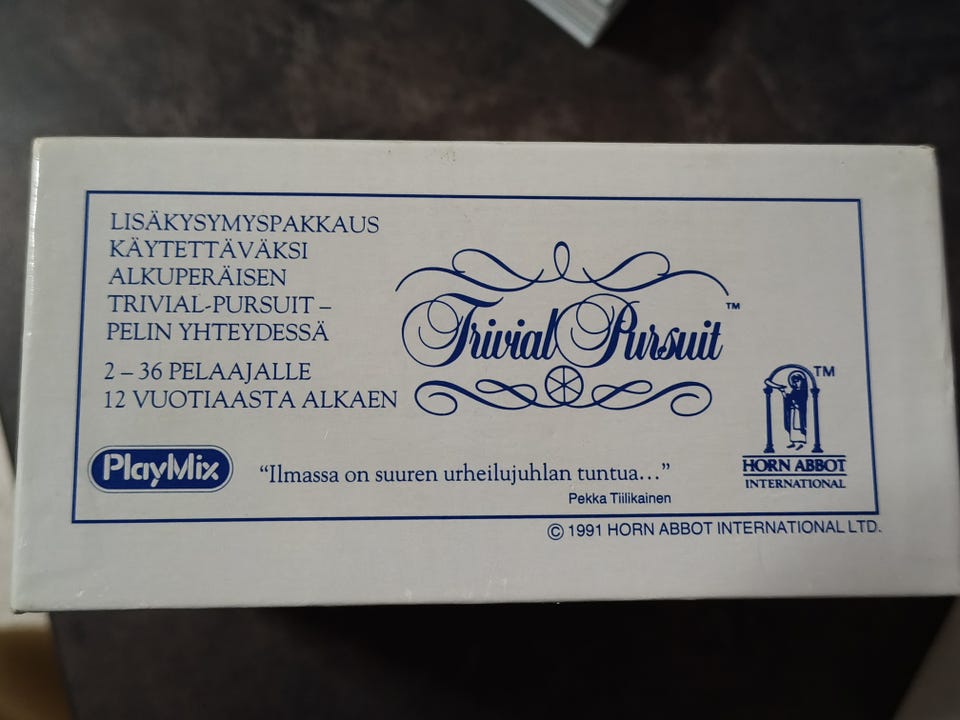 LISÄKYSYMYSPAKKAUS
KÄYTETTÄVÄKSI
ALKUPERÄISEN
TRIVIAL-PURSUIT –
PELIN YHTEYDESSÄ
2 – 36 PELAAJALLE
12 VUOTIAASTA ALKAEN
Trivial Pursuit™
PlayMix
“Ilmassa on suuren urheilujuhlan tuntua...”
Pekka Tiilikainen
TM
HORN ABBOT
INTERNATIONAL
© 1991 HORN ABBOT INTERNATIONAL LTD.